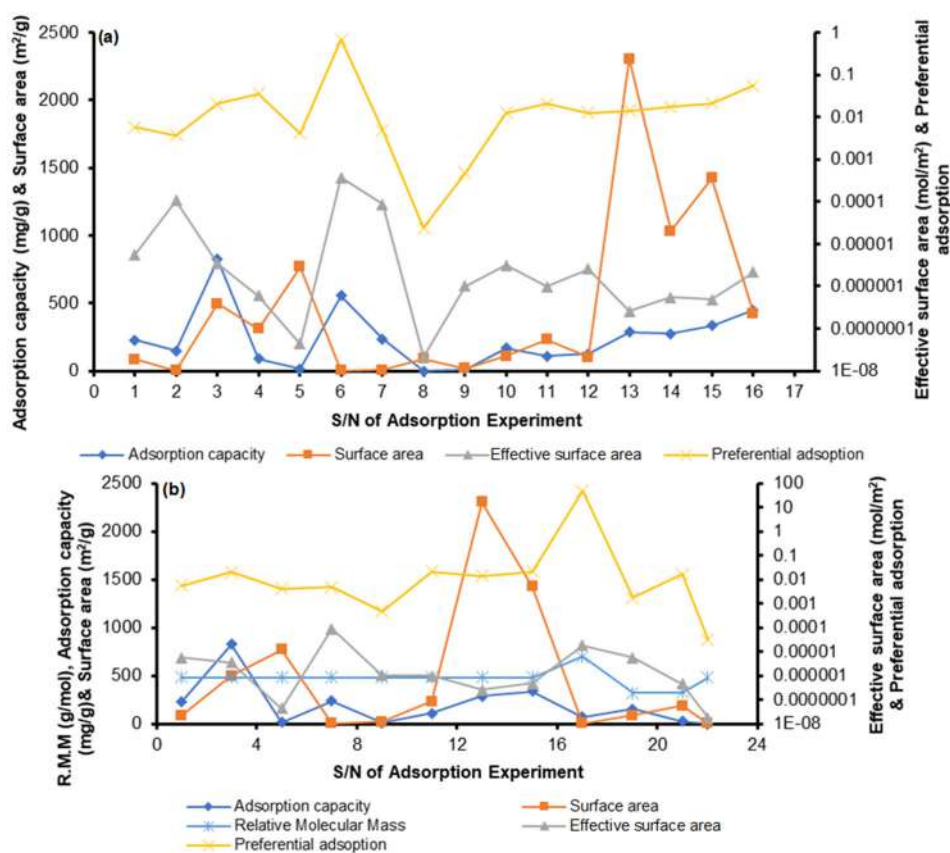 (a)
Adsorption capacity (mg/g) & Surface area (m²/g)
2500
2000
1500
1000
500
0
1
0.1
0.01
0.001
0.0001
0.00001
0.000001
0.0000001
1E-08
Effective surface area (mol/m²) & Preferential
adsorption
0 1 2 3 4 5 6 7 8 9 10 11 12 13 14 15 16 17
S/N of Adsorption Experiment
Adsorption capacity Surface area Effective surface area Preferential adsoption
(b)
R.M.M (g/mol), Adsorption capacity
(mg/g)& Surface area (m²/g)
2500
2000
1500
1000
500
0
100
10
1
0.1
0.01
0.001
0.0001
0.00001
0.000001
0.0000001
1E-08
Effective surface area (mol/m²)
& Preferential adesorption
0 4 8 12 16 20 24
S/N of Adsorption Experiment
Adsorption capacity Surface area
Relative Molecular Mass Effective surface area
Preferential adsoption